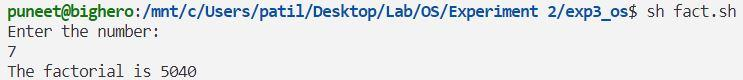 puneet@bighero:/mnt/c/Users/patil/Desktop/Lab/OS/Experiment 2/exp3_os$ sh fact.sh
Enter the number:
7
The factorial is 5040